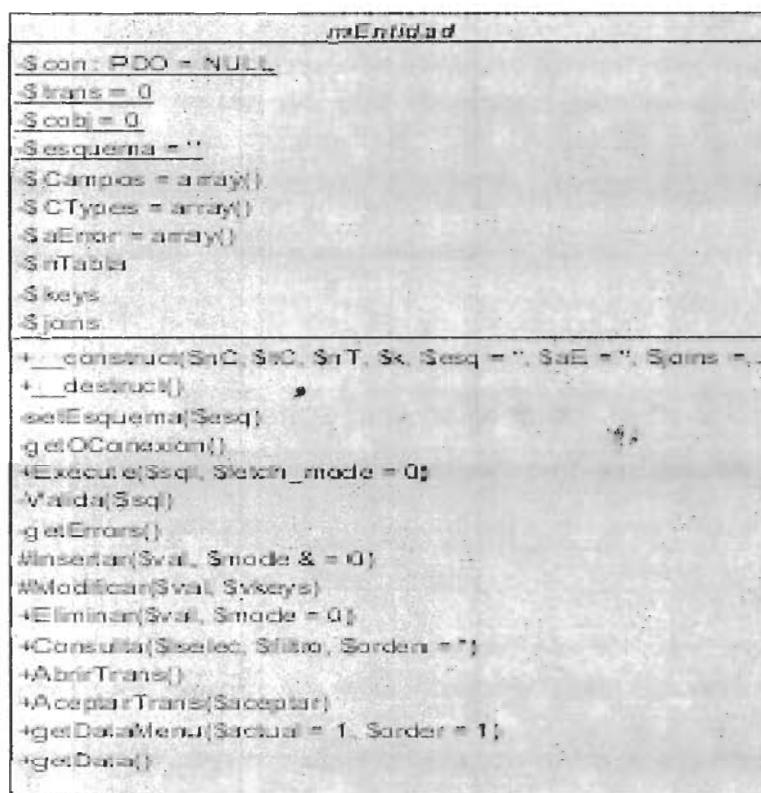 nsEntidad
-$con: PDO = NULL
-$trans = 0
-$cobj = 0
-$esquema = ''
-$Campos = array()
-$CTypes = array()
-$aError = array()
-$nTabla
-$keys
-$joins
+__construct($nC, $tC, $nT, $k, $esq = '', $aE = '', $joins =,..
+__destruct()
-setEsquema($esq)
-getOConexion()
+Execute($sql, $fetch_mode = 0)
-Valida($sql)
-getErrors()
#Insertar($val, $mode & = 0)
#Modificar($val, $vkeys)
+Eliminar($val, $mode = 0)
+Consulta($selec, $filtro, $orden = '')
+AbrirTrans()
+AceptarTrans($aceptar)
+getDataMenu($actual = 1, $order = 1)
+getData()